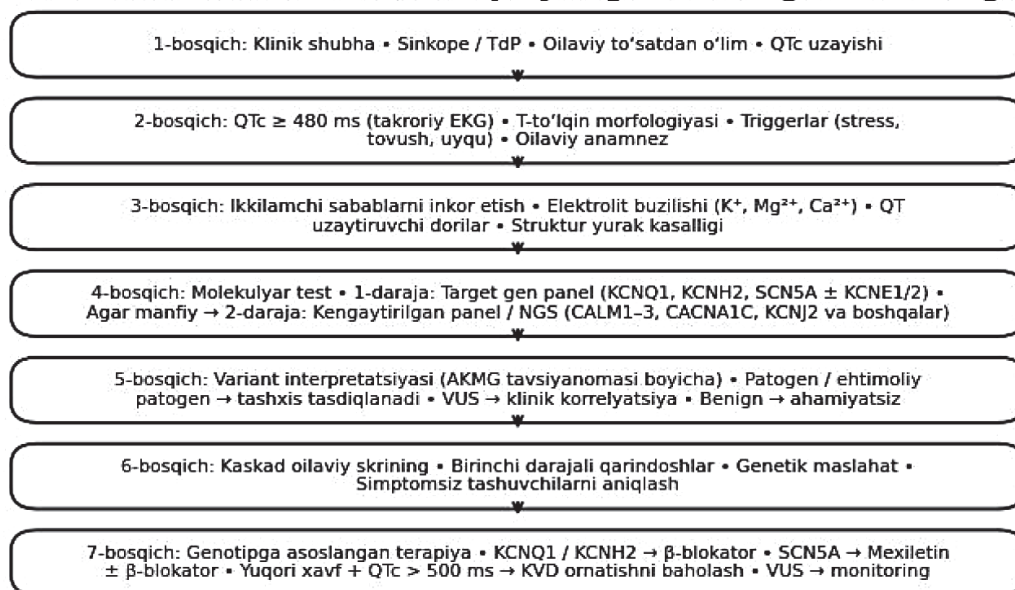 1-bosqich: Klinik shubha • Sinkope / TdP • Oilaviy to‘satdan o‘lim • QTc uzayishi
2-bosqich: QTc ≥ 480 ms (takroriy EKG) • T-to‘lqin morfologiyasi • Triggerlar (stress,
tovush, uyqu) • Oilaviy anamnez
3-bosqich: Ikkilamchi sabablarni inkor etish • Elektrolit buzilishi (K⁺, Mg²⁺, Ca²⁺) • QT
uzaytiruvchi dorilar • Struktur yurak kasalligi
4-bosqich: Molekulyar test • 1-daraja: Target gen panel (KCNQ1, KCNH2, SCN5A ± KCNE1/2) •
Agar manfiy → 2-daraja: Kengaytirilgan panel / NGS (CALM1–3, CACNA1C, KCNJ2 va boshqalar)
5-bosqich: Variant interpretatsiyasi (AKMG tavsiyanomasi boyicha) • Patogen / ehtimoliy
patogen → tashxis tasdiqlanadi • VUS → klinik korrelyatsiya • Benign → ahamiyatsiz
6-bosqich: Kaskad oilaviy skrining • Birinchi darajali qarindoshlar • Genetik maslahat •
Simptomsiz tashuvchilarni aniqlash
7-bosqich: Genotipga asoslangan terapiya • KCNQ1 / KCNH2 → β-blokator • SCN5A → Mexiletin
± β-blokator • Yuqori xavf + QTc > 500 ms → KVD ornatishni baholash • VUS → monitoring